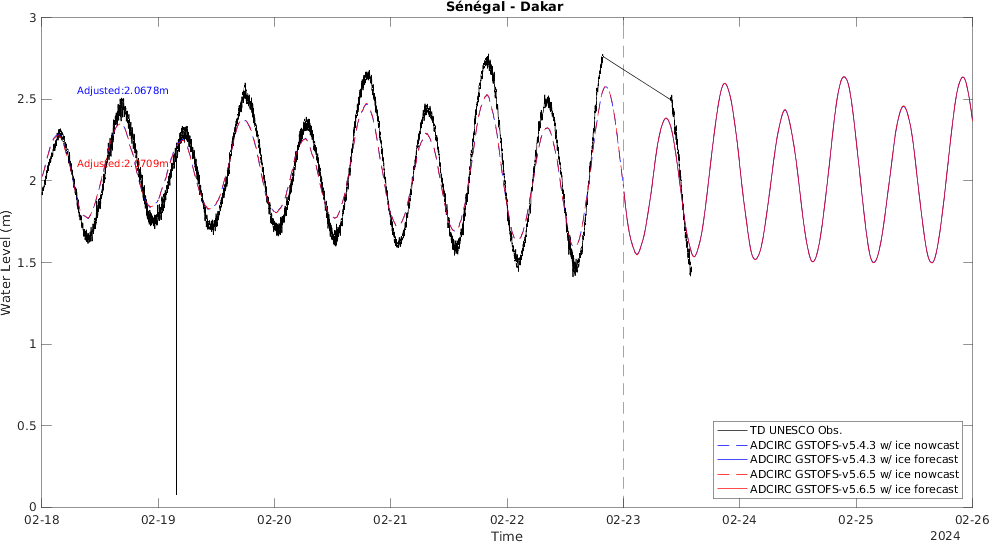 Sénégal - Dakar
3
2.5
2
1.5
1
0.5
0
Water Level (m)
Adjusted:2.0678m
Adjusted:2.0709m
TD UNESCO Obs.
ADCIRC GSTOFS-v5.4.3 w/ ice nowcast
ADCIRC GSTOFS-v5.4.3 w/ ice forecast
ADCIRC GSTOFS-v5.6.5 w/ ice nowcast
ADCIRC GSTOFS-v5.6.5 w/ ice forecast
02-18 02-19 02-20 02-21 02-22 02-23 02-24 02-25 02-26
Time
2024